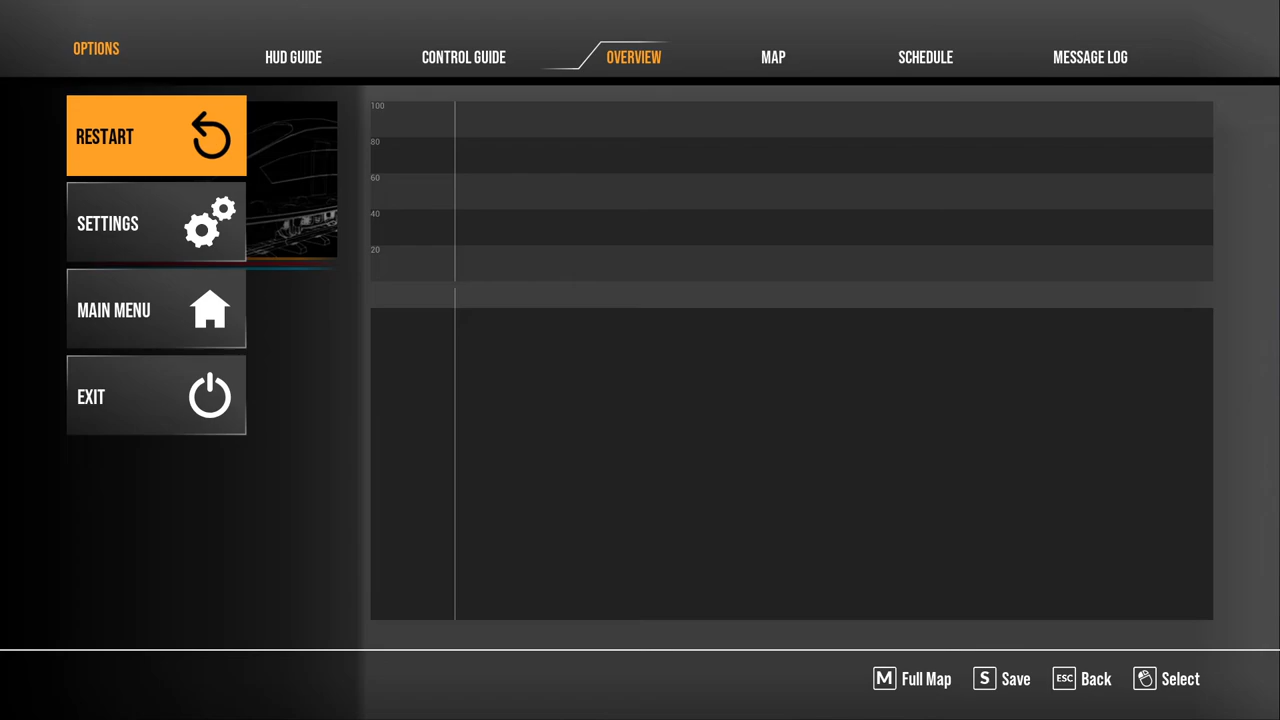 OPTIONS
HUD GUIDE
CONTROL GUIDE
OVERVIEW
MAP
SCHEDULE
MESSAGE LOG
RESTART
SETTINGS
MAIN MENU
EXIT
100
80
60
40
20
M Full Map
S Save
ESC Back
Select